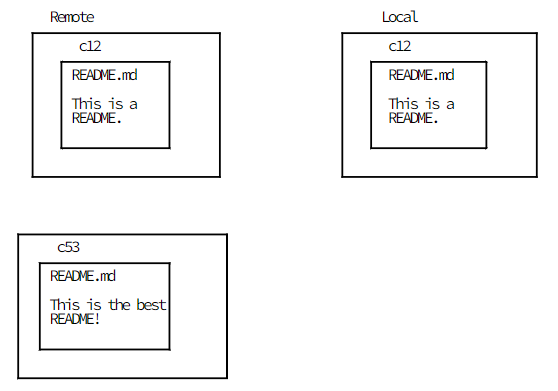 Remote
Local
c12
c12
README.md
README.md
This is a
README.
This is a
README.
c53
README.md
This is the best
README!